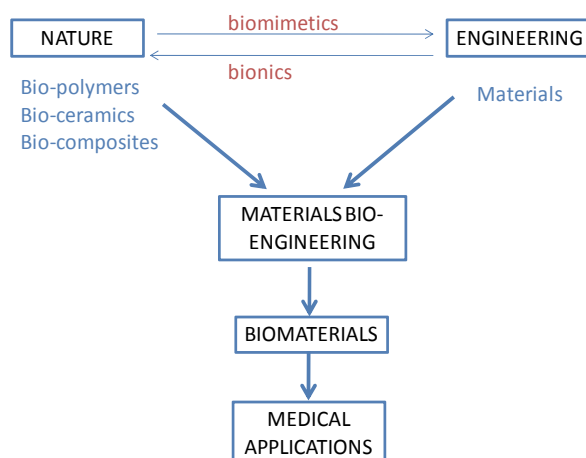 NATURE
biomimetics
ENGINEERING
bionics
Bio-polymers
Bio-ceramics
Bio-composites
Materials
MATERIALS BIO-
ENGINEERING
BIOMATERIALS
MEDICAL
APPLICATIONS